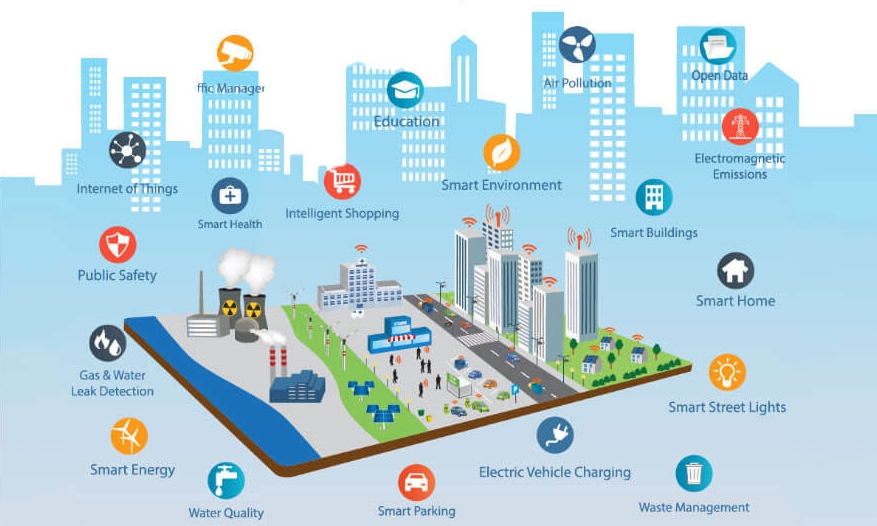 ffic Manager
Education
Air Pollution
Open Data
Internet of Things
Smart Health
Intelligent Shopping
Smart Environment
Electromagnetic
Emissions
Smart Buildings
Public Safety
Smart Home
Gas & Water
Leak Detection
Smart Street Lights
Smart Energy
Water Quality
Smart Parking
Electric Vehicle Charging
Waste Management